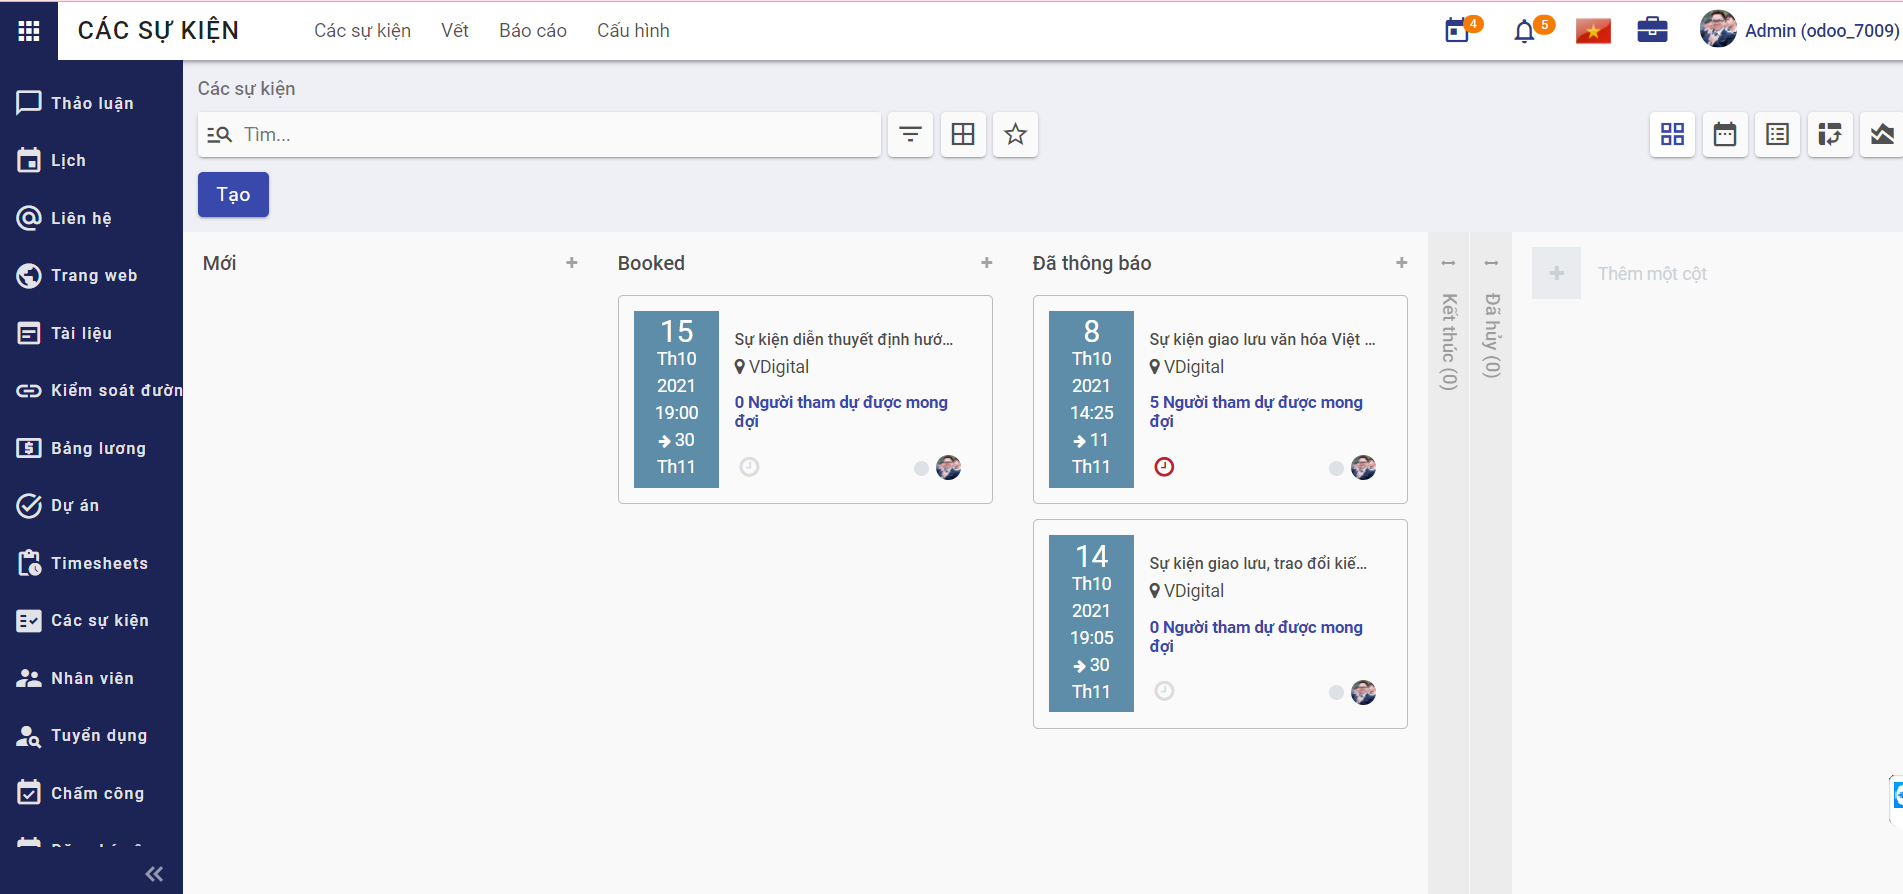 CÁC SỰ KIỆN
Các sự kiện
Vết
Báo cáo
Cấu hình
4
5
Admin (odoo_7009)
Thảo luận
Lịch
Liên hệ
Trang web
Tài liệu
Kiểm soát đườn
Bảng lương
Dự án
Timesheets
Các sự kiện
Nhân viên
Tuyển dụng
Chấm công
Các sự kiện
Tìm...
Tạo
Mới
Booked
15
Th10
2021
19:00
30
Th11
Sự kiện diễn thuyết định hướ...
VDigital
0 Người tham dự được mong
đợi
Đã thông báo
8
Th10
2021
14:25
11
Th11
Sự kiện giao lưu văn hóa Việt ...
VDigital
5 Người tham dự được mong
đợi
14
Th10
2021
19:05
30
Th11
Sự kiện giao lưu, trao đổi kiế...
VDigital
0 Người tham dự được mong
đợi
Kết thúc (0)
Đã hủy (0)
Thêm một cột